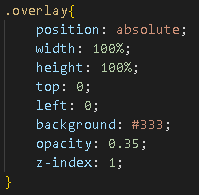 .overlay{
position: absolute;
width: 100%;
height: 100%;
top: 0;
left: 0;
background: #333;
opacity: 0.35;
z-index: 1;
}